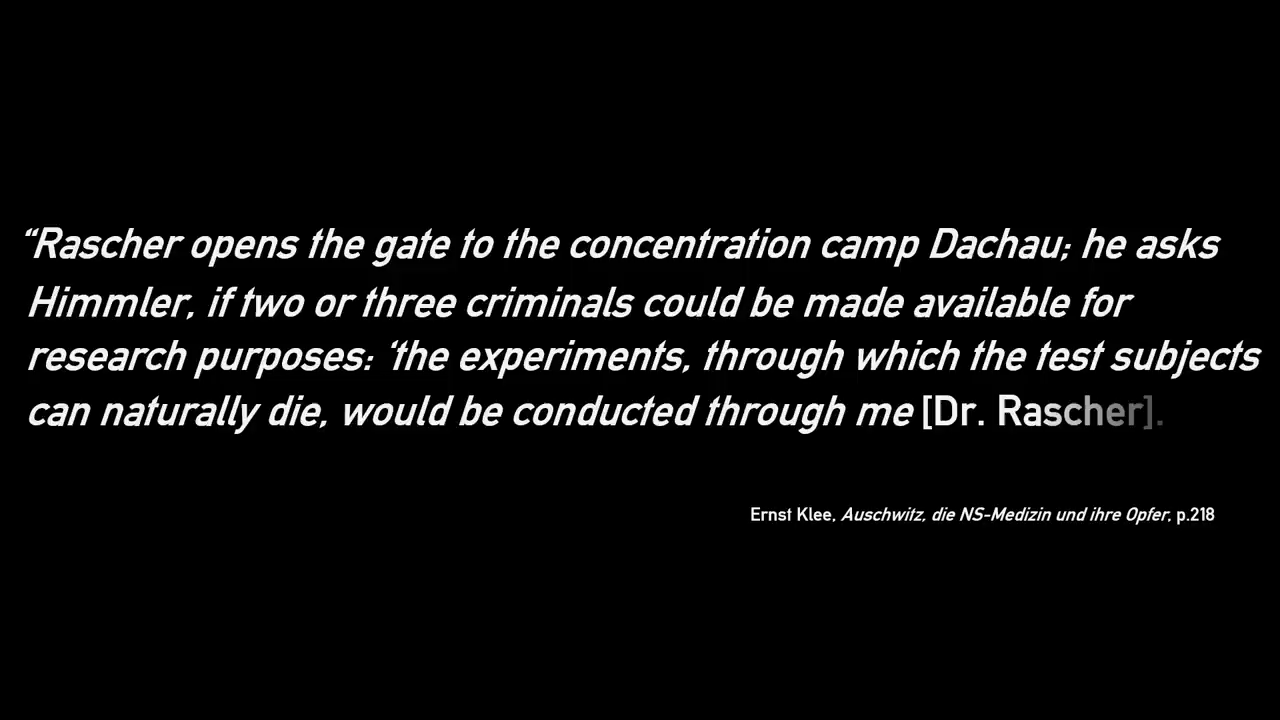 “Rascher opens the gate to the concentration camp Dachau; he asks
Himmler, if two or three criminals could be made available for
research purposes: ‘the experiments, through which the test subjects
can naturally die, would be conducted through me [Dr. Rascher].
Ernst Klee, Auschwitz, die NS-Medizin und ihre Opfer, p.218